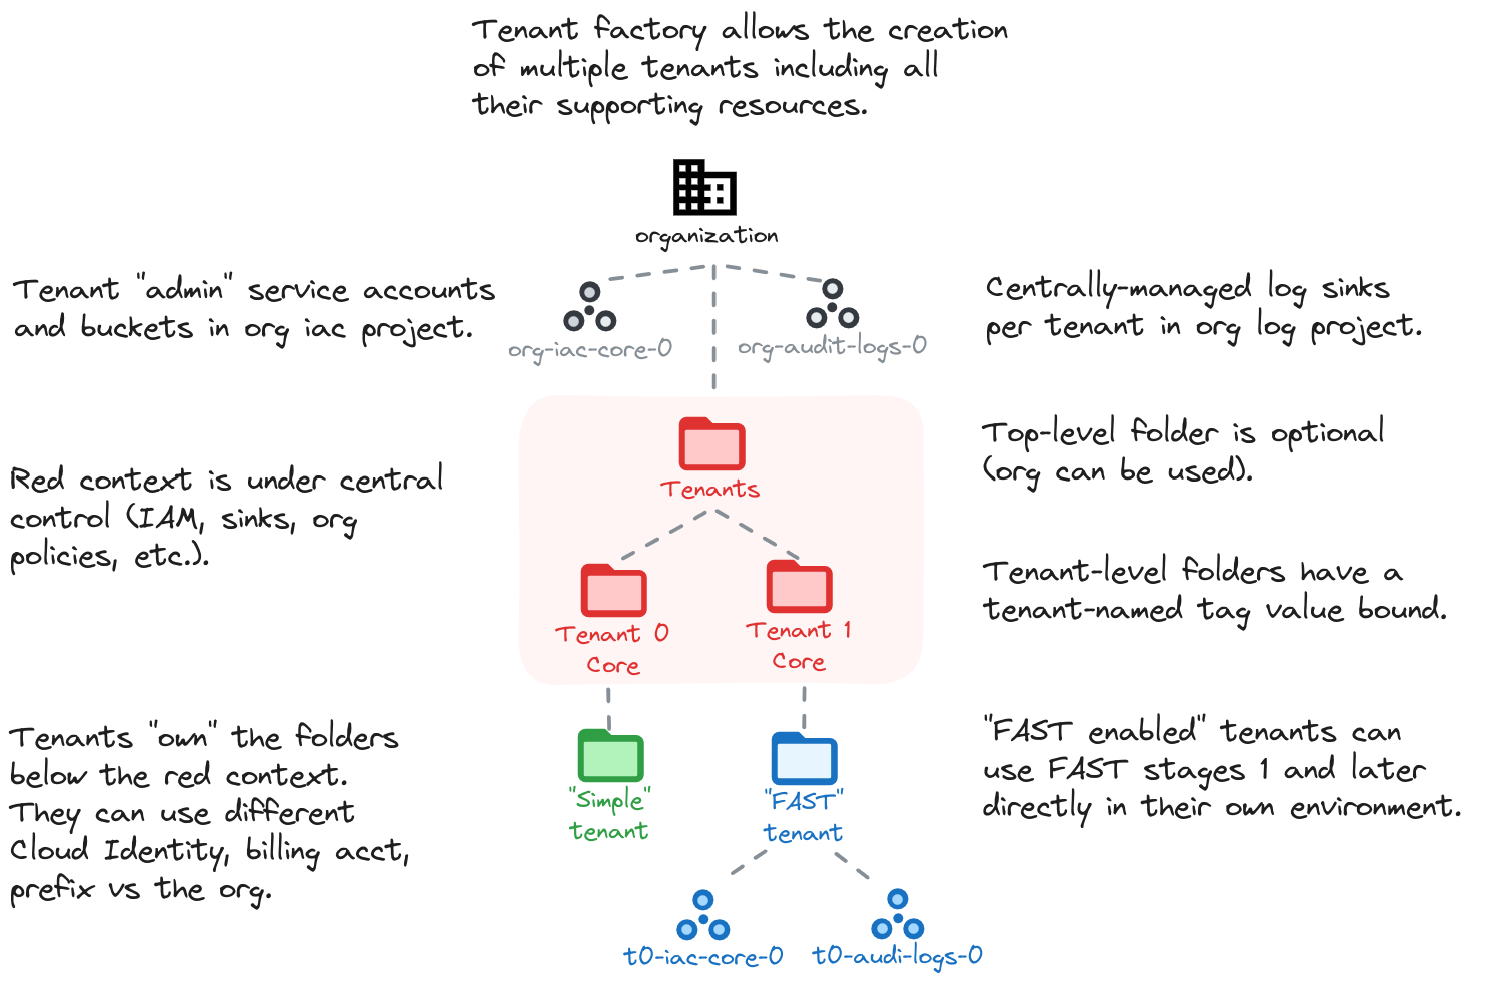 Tenant factory allows the creation
of multiple tenants including all
their supporting resources.
organization
Tenant "admin" service accounts
and buckets in org iac project.
org-iac-core-0
org-audit-logs-0
Centrally-managed log sinks
per tenant in org log project.
Red context is under central
control (IAM, sinks, org
policies, etc.).
Tenants
Top-level folder is optional
(org can be used).
Tenant 0
Core
Tenant 1
Core
Tenant-level folders have a
tenant-named tag value bound.
Tenants "own" the folders
below the red context.
They can use different
Cloud Identity, billing acct,
prefix vs the org.
"Simple"
tenant
"FAST"
tenant
"FAST enabled" tenants can
use FAST stages 1 and later
directly in their own environment.
t0-iac-core-0
t0-audi-logs-0